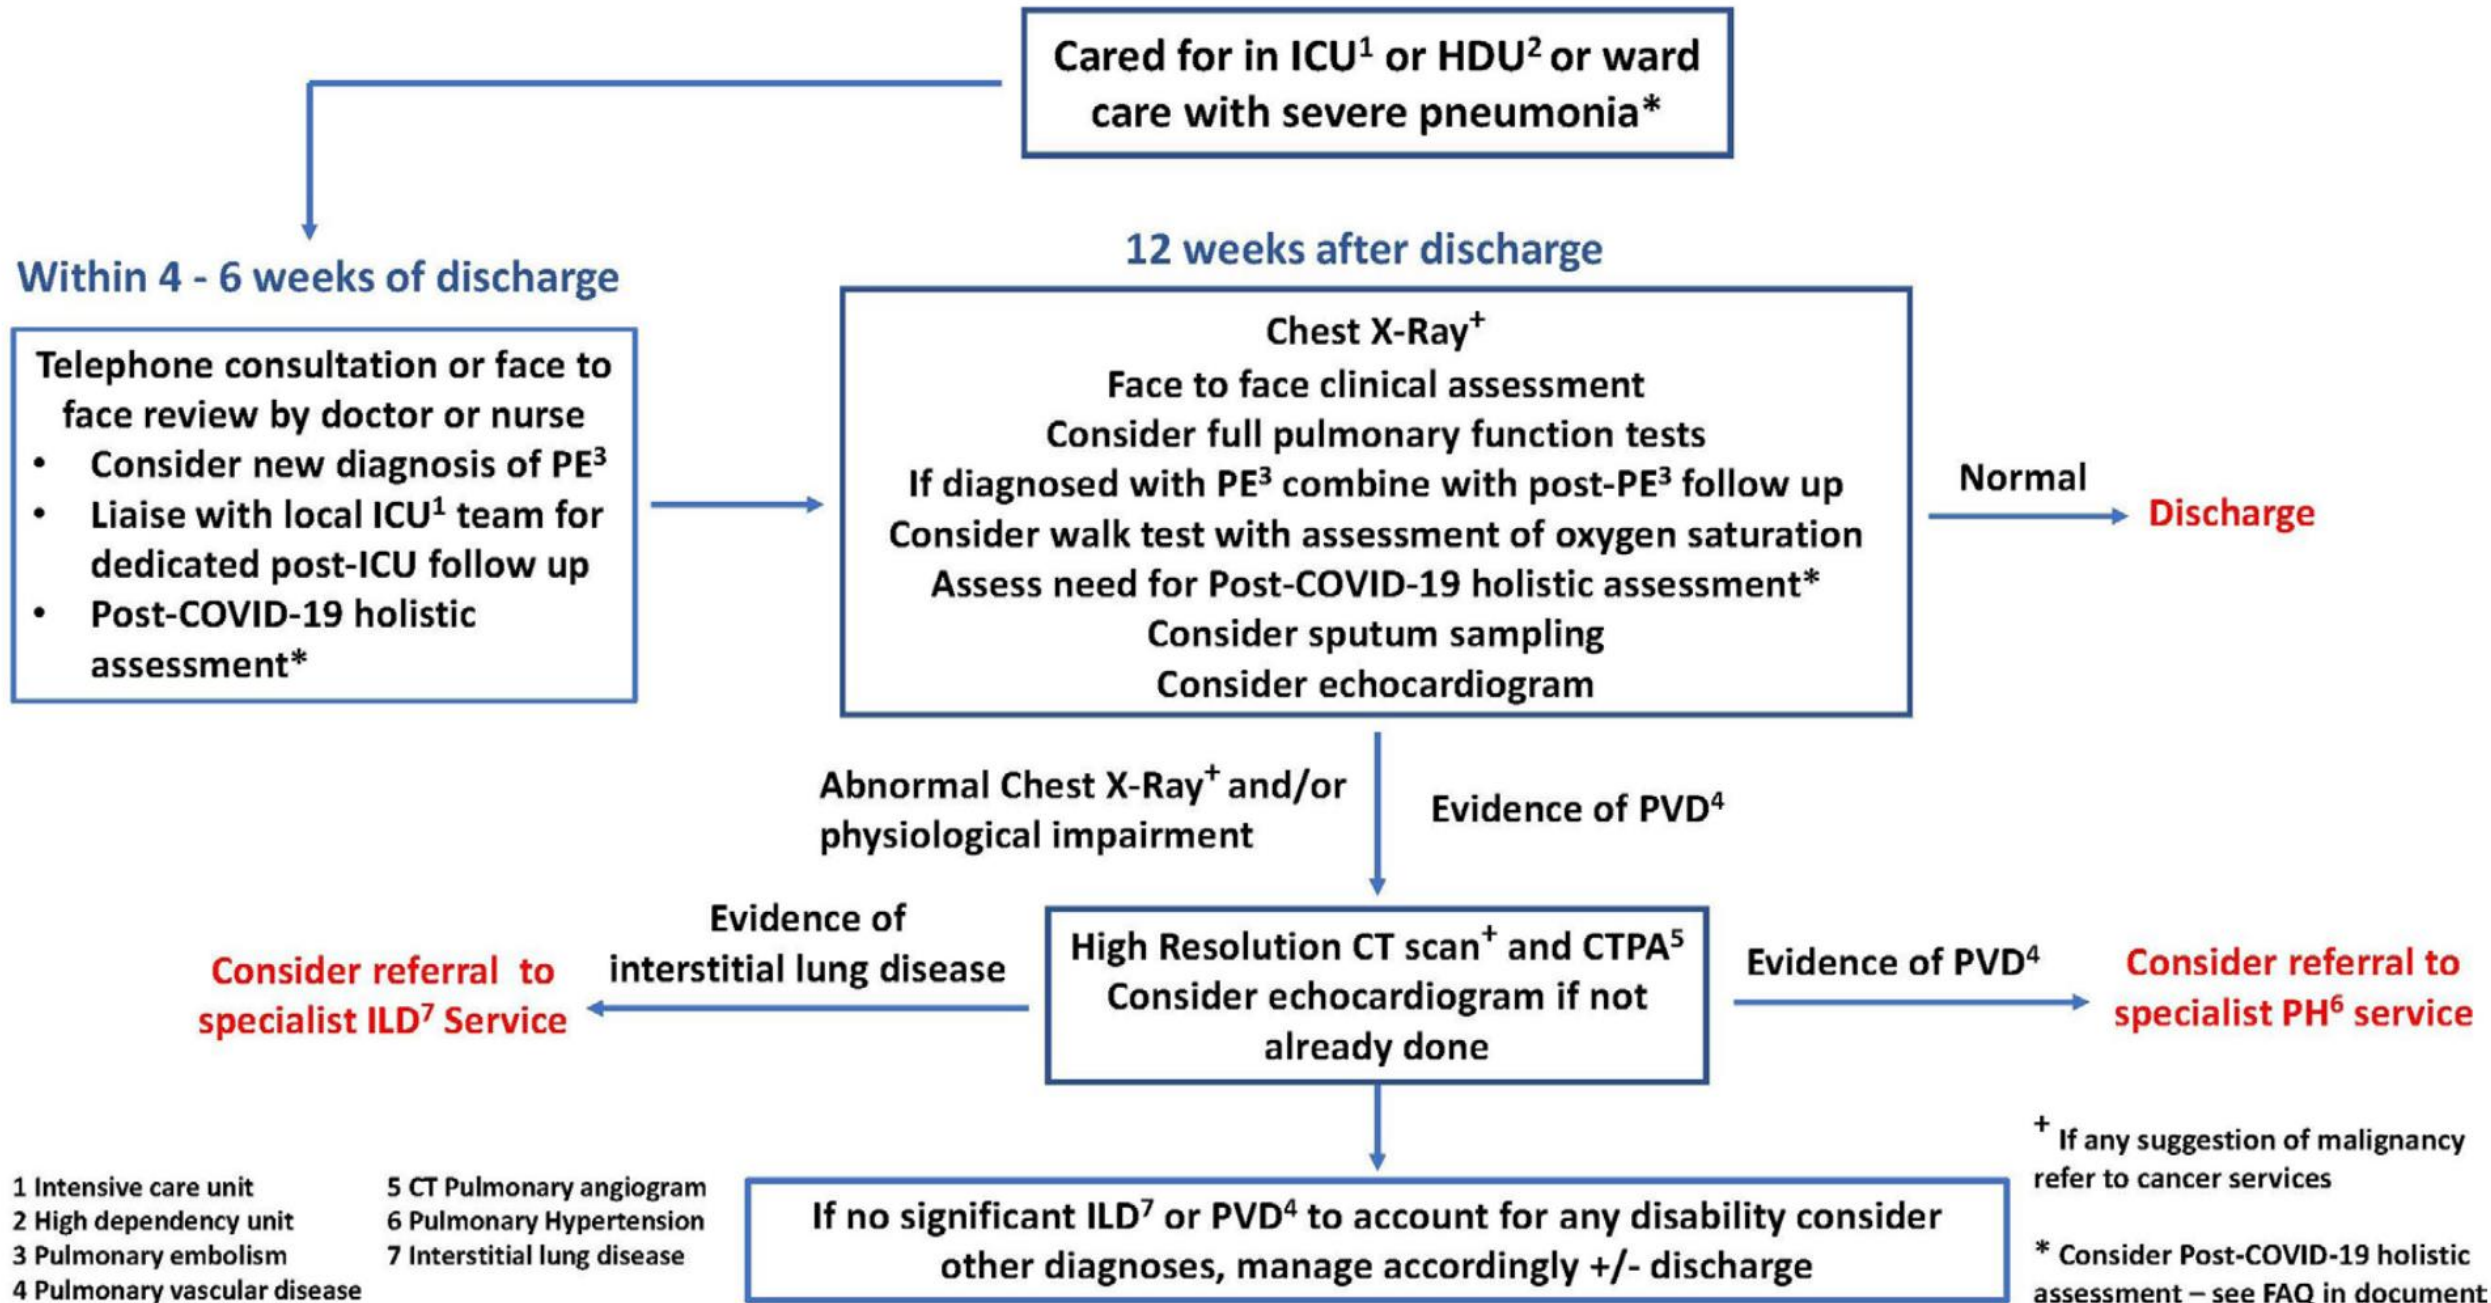 Cared for in ICU¹ or HDU² or ward
care with severe pneumonia*
Within 4 - 6 weeks of discharge
Telephone consultation or face to
face review by doctor or nurse
• Consider new diagnosis of PE³
• Liaise with local ICU¹ team for
dedicated post-ICU follow up
• Post-COVID-19 holistic
assessment*
12 weeks after discharge
Chest X-Ray⁺
Face to face clinical assessment
Consider full pulmonary function tests
If diagnosed with PE³ combine with post-PE³ follow up
Consider walk test with assessment of oxygen saturation
Assess need for Post-COVID-19 holistic assessment*
Consider sputum sampling
Consider echocardiogram
Normal
Discharge
Abnormal Chest X-Ray⁺ and/or
physiological impairment
Evidence of PVD⁴
Evidence of
interstitial lung disease
Consider referral to
specialist ILD⁷ Service
High Resolution CT scan⁺ and CTPA⁵
Consider echocardiogram if not
already done
Evidence of PVD⁴
Consider referral to
specialist PH⁶ service
If no significant ILD⁷ or PVD⁴ to account for any disability consider
other diagnoses, manage accordingly +/- discharge
1 Intensive care unit
2 High dependency unit
3 Pulmonary embolism
4 Pulmonary vascular disease
5 CT Pulmonary angiogram
6 Pulmonary Hypertension
7 Interstitial lung disease
⁺ If any suggestion of malignancy
refer to cancer services
* Consider Post-COVID-19 holistic
assessment – see FAQ in document